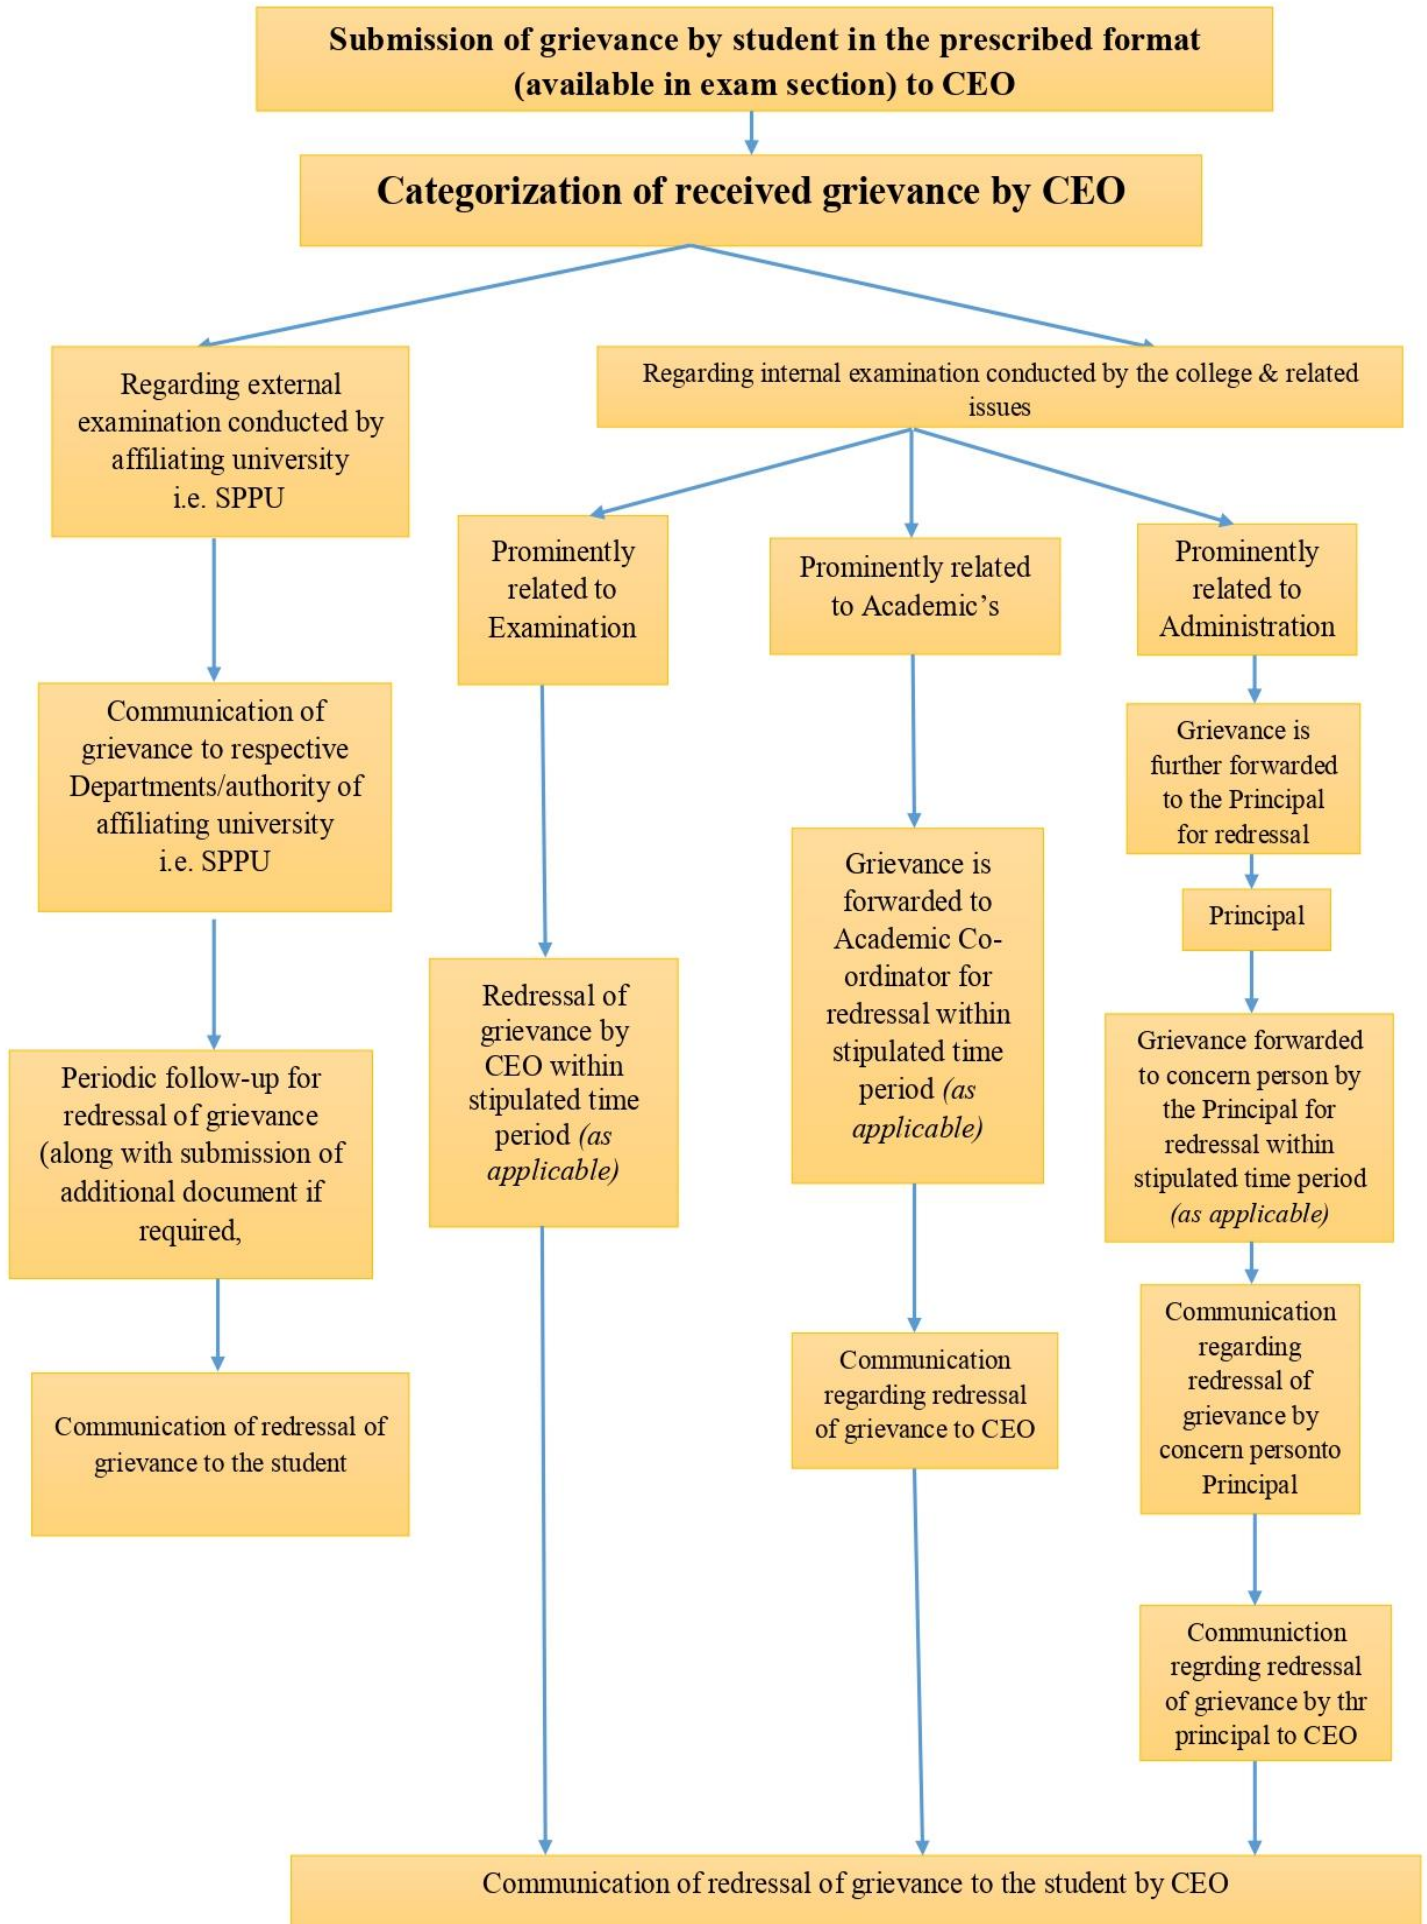 Submission of grievance by student in the prescribed format
(available in exam section) to CEO
Categorization of received grievance by CEO
Regarding external
examination conducted by
affiliating university
i.e. SPPU
Regarding internal examination conducted by the college & related
issues
Prominently
related to
Examination
Prominently related
to Academic’s
Prominently
related to
Administration
Communication of
grievance to respective
Departments/authority of
affiliating university
i.e. SPPU
Grievance is
further forwarded
to the Principal
for redressal
Grievance is
forwarded to
Academic Co-
ordinator for
redressal within
stipulated time
period (as
applicable)
Principal
Redressal of
grievance by
CEO within
stipulated time
period (as
applicable)
Grievance forwarded
to concern person by
the Principal for
redressal within
stipulated time period
(as applicable)
Periodic follow-up for
redressal of grievance
(along with submission of
additional document if
required,
Communication
regarding
redressal of
grievance by
concern personto
Principal
Communication
regarding redressal
of grievance to CEO
Communication of redressal of
grievance to the student
Communiction
regrding redressal
of grievance by thr
principal to CEO
Communication of redressal of grievance to the student by CEO